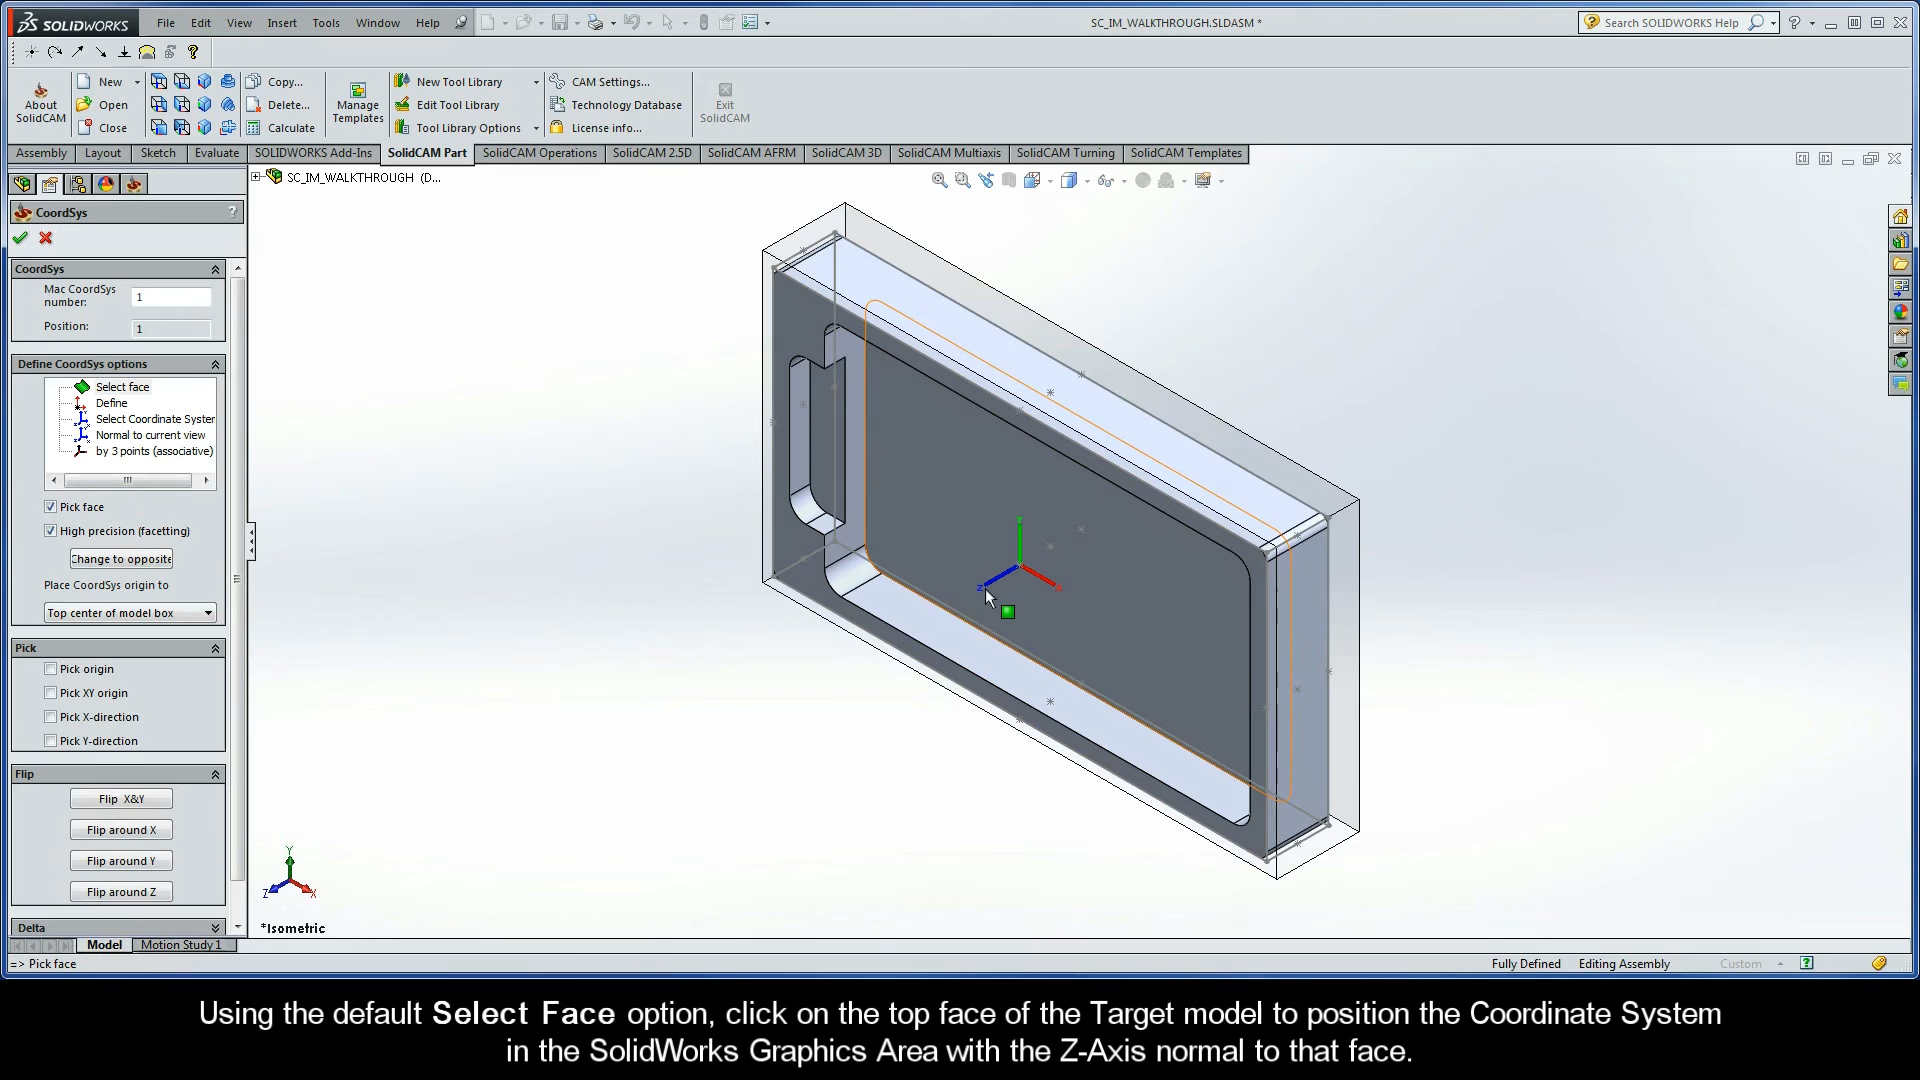 SOLIDWORKS File Edit View Insert Tools Window Help SC_IM_WALKTHROUGH.SLDASM * Search SOLIDWORKS Help
About SolidCAM
New
Open
Close
Copy...
Delete...
Calculate
Manage Templates
New Tool Library
Edit Tool Library
Tool Library Options
CAM Settings...
Technology Database
License info...
Exit SolidCAM
Assembly Layout Sketch Evaluate SOLIDWORKS Add-Ins SolidCAM Part SolidCAM Operations SolidCAM 2.5D SolidCAM AFRM SolidCAM 3D SolidCAM Multiaxis SolidCAM Turning SolidCAM Templates
SC_IM_WALKTHROUGH (D...
CoordSys ?
CoordSys
Mac CoordSys number: 1
Position: 1
Define CoordSys options
Select face
Define
Select Coordinate Syster
Normal to current view
by 3 points (associative)
Pick face
High precision (facetting)
Change to opposite
Place CoordSys origin to
Top center of model box
Pick
Pick origin
Pick XY origin
Pick X-direction
Pick Y-direction
Flip
Flip X&Y
Flip around X
Flip around Y
Flip around Z
Delta
Y
Z
X
Y
Z X
*Isometric
Model Motion Study 1
=> Pick face Fully Defined Editing Assembly Custom
Using the default Select Face option, click on the top face of the Target model to position the Coordinate System
in the SolidWorks Graphics Area with the Z-Axis normal to that face.